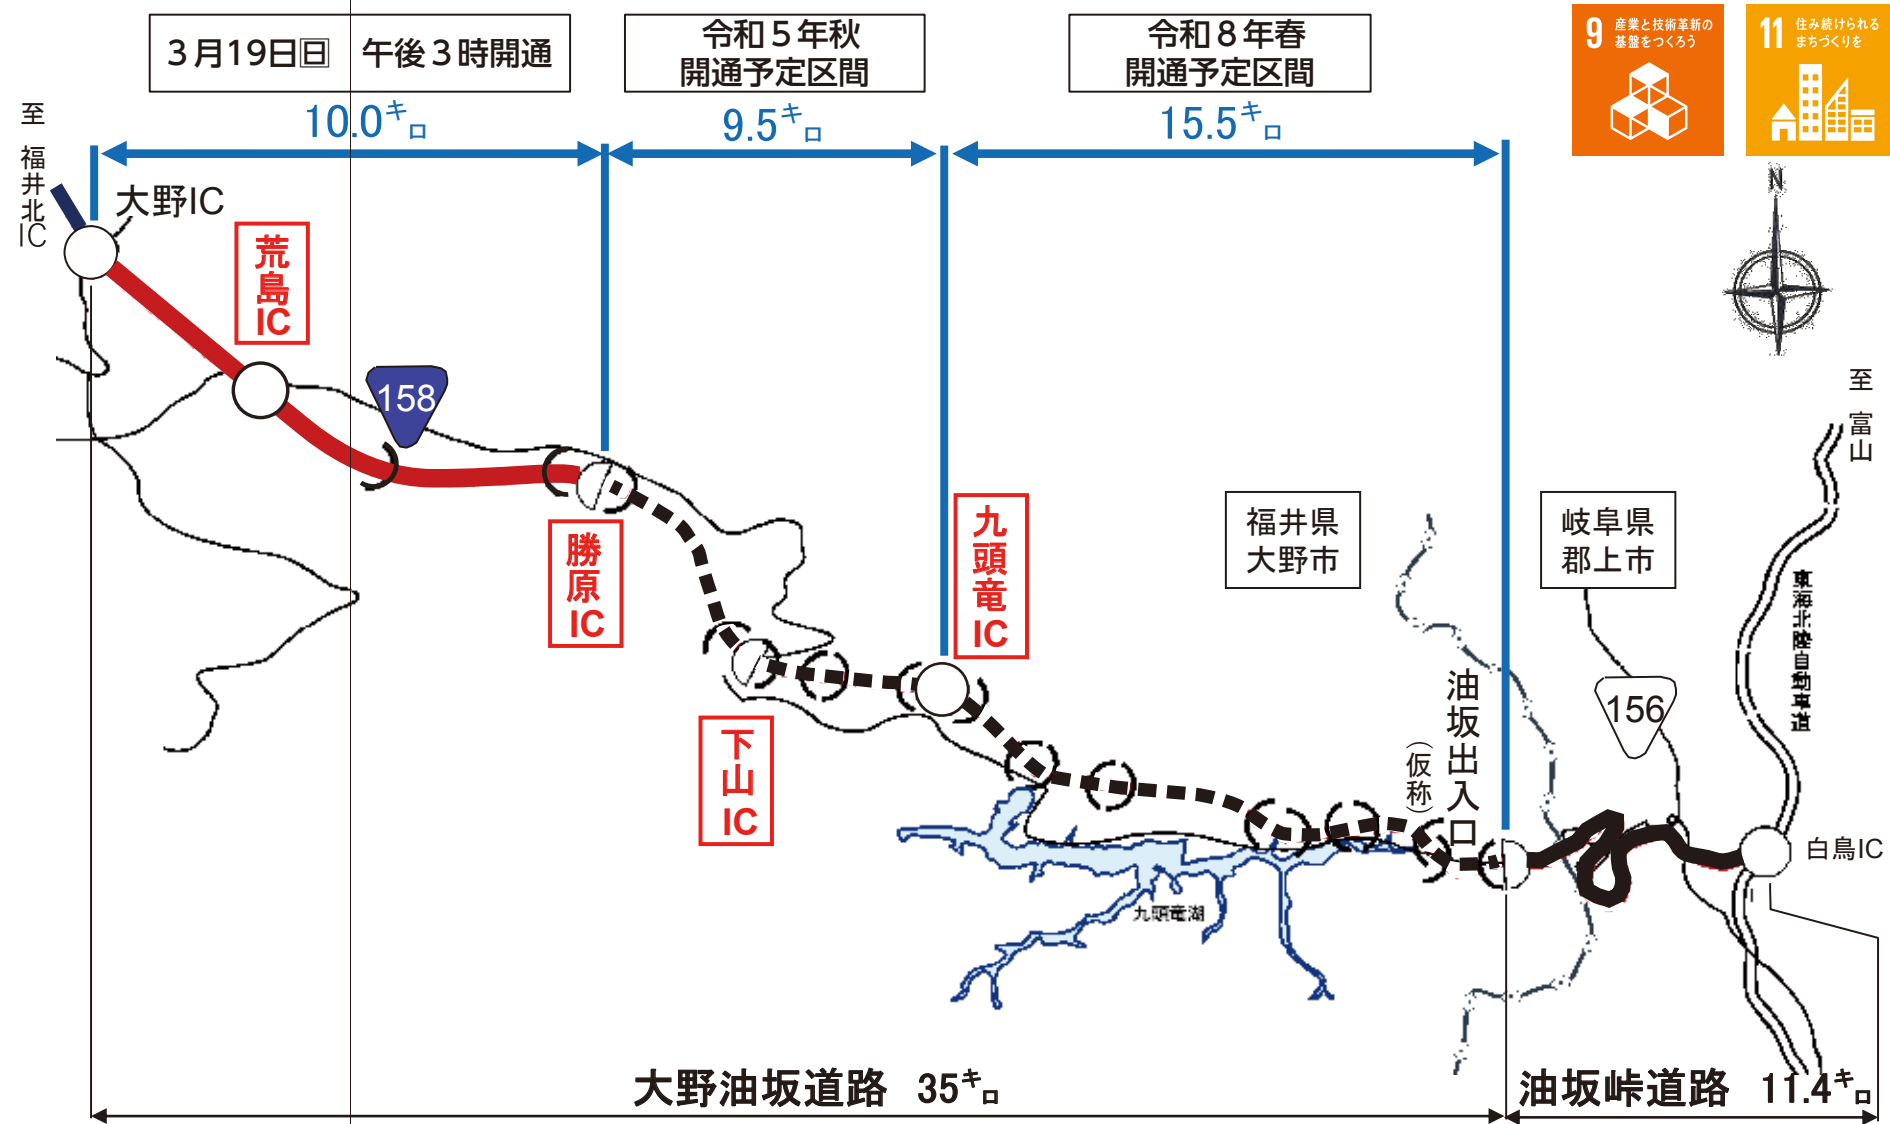 3月19日㊐ 午後3時開通
令和5年秋
開通予定区間
令和8年春
開通予定区間
9 産業と技術革新の
基盤をつくろう
11 住み続けられる
まちづくりを
10.0キロ
9.5キロ
15.5キロ
至 福井北IC
大野IC
N
荒島IC
158
至 富山
勝原IC
九頭竜IC
福井県
大野市
岐阜県
郡上市
東海北陸自動車道
下山IC
油坂出入口
(仮称)
156
白鳥IC
九頭竜湖
大野油坂道路 35キロ
油坂峠道路 11.4キロ